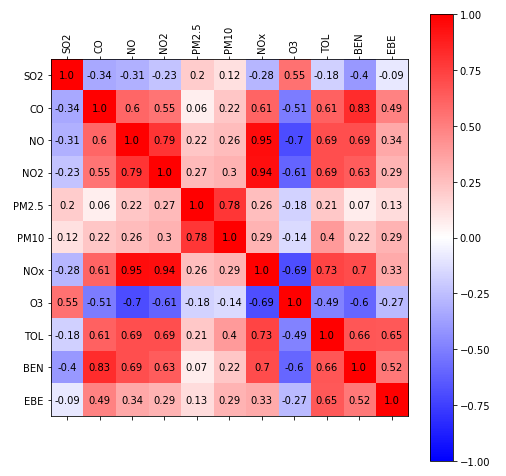 SO2 CO NO NO2 PM2.5 PM10 NOx O3 TOL BEN EBE
SO2 1.0 -0.34 -0.31 -0.23 0.2 0.12 -0.28 0.55 -0.18 -0.4 -0.09
CO -0.34 1.0 0.6 0.55 0.06 0.22 0.61 -0.51 0.61 0.83 0.49
NO -0.31 0.6 1.0 0.79 0.22 0.26 0.95 -0.7 0.69 0.69 0.34
NO2 -0.23 0.55 0.79 1.0 0.27 0.3 0.94 -0.61 0.69 0.63 0.29
PM2.5 0.2 0.06 0.22 0.27 1.0 0.78 0.26 -0.18 0.21 0.07 0.13
PM10 0.12 0.22 0.26 0.3 0.78 1.0 0.29 -0.14 0.4 0.22 0.29
NOx -0.28 0.61 0.95 0.94 0.26 0.29 1.0 -0.69 0.73 0.7 0.33
O3 0.55 -0.51 -0.7 -0.61 -0.18 -0.14 -0.69 1.0 -0.49 -0.6 -0.27
TOL -0.18 0.61 0.69 0.69 0.21 0.4 0.73 -0.49 1.0 0.66 0.65
BEN -0.4 0.83 0.69 0.63 0.07 0.22 0.7 -0.6 0.66 1.0 0.52
EBE -0.09 0.49 0.34 0.29 0.13 0.29 0.33 -0.27 0.65 0.52 1.0
1.00
0.75
0.50
0.25
0.00
−0.25
−0.50
−0.75
−1.00